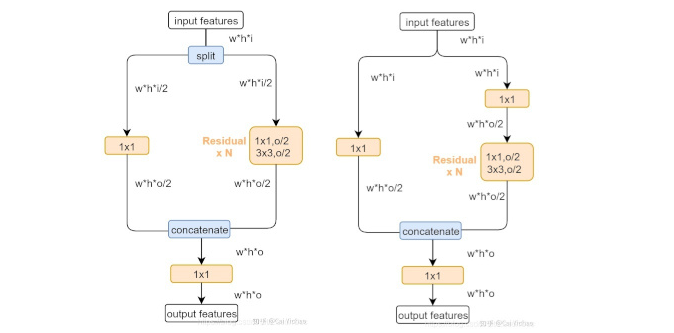 input features
w*h*i
split
w*h*i/2
w*h*i/2
1x1
Residual
x N
1x1,o/2
3x3,o/2
w*h*o/2
w*h*o/2
concatenate
w*h*o
1x1
w*h*o
output features
input features
w*h*i
w*h*i
w*h*i
1x1
w*h*o/2
1x1
Residual
x N
1x1,o/2
3x3,o/2
w*h*o/2
w*h*o/2
concatenate
w*h*o
1x1
w*h*o
output features